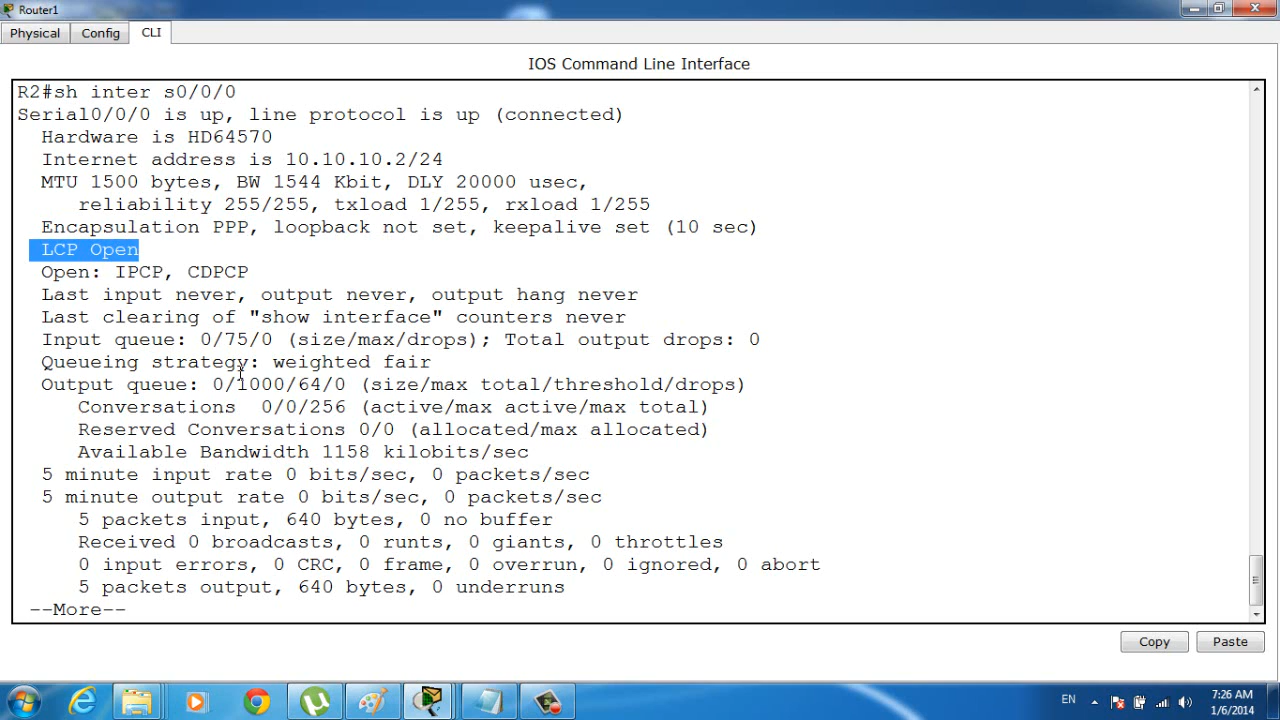 Router1
Physical Config CLI
IOS Command Line Interface
R2#sh inter s0/0/0
Serial0/0/0 is up, line protocol is up (connected)
Hardware is HD64570
Internet address is 10.10.10.2/24
MTU 1500 bytes, BW 1544 Kbit, DLY 20000 usec,
reliability 255/255, txload 1/255, rxload 1/255
Encapsulation PPP, loopback not set, keepalive set (10 sec)
LCP Open
Open: IPCP, CDPCP
Last input never, output never, output hang never
Last clearing of "show interface" counters never
Input queue: 0/75/0 (size/max/drops); Total output drops: 0
Queueing strategy: weighted fair
Output queue: 0/1000/64/0 (size/max total/threshold/drops)
Conversations 0/0/256 (active/max active/max total)
Reserved Conversations 0/0 (allocated/max allocated)
Available Bandwidth 1158 kilobits/sec
5 minute input rate 0 bits/sec, 0 packets/sec
5 minute output rate 0 bits/sec, 0 packets/sec
5 packets input, 640 bytes, 0 no buffer
Received 0 broadcasts, 0 runts, 0 giants, 0 throttles
0 input errors, 0 CRC, 0 frame, 0 overrun, 0 ignored, 0 abort
5 packets output, 640 bytes, 0 underruns
--More--
Copy Paste
EN
7:26 AM
1/6/2014